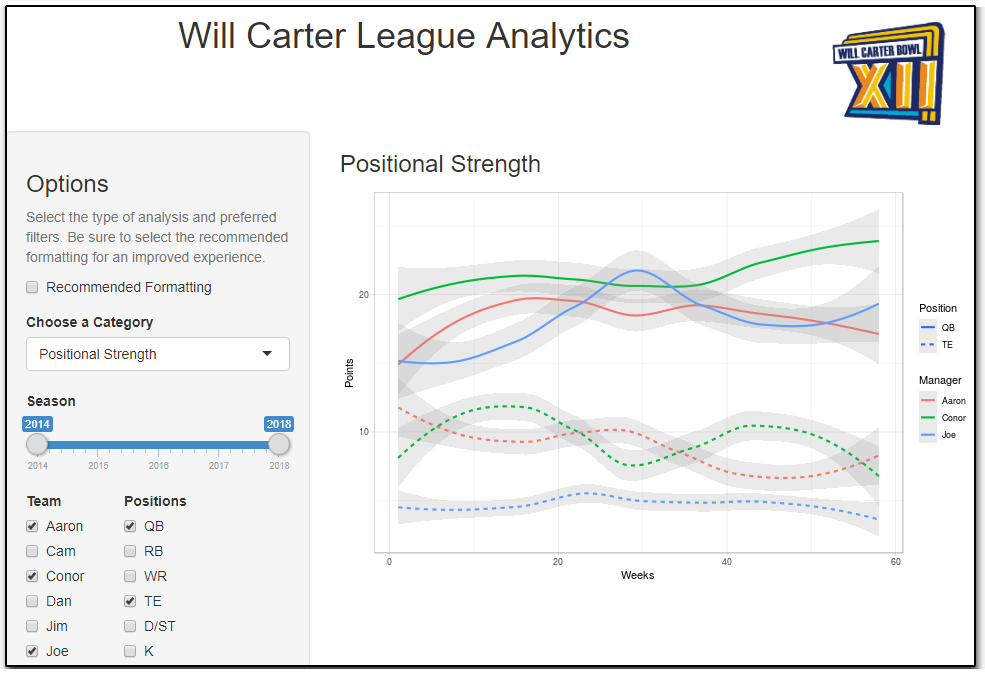 Will Carter League Analytics
WILL CARTER BOWL
XII
Options
Select the type of analysis and preferred
filters. Be sure to select the recommended
formatting for an improved experience.
Recommended Formatting
Choose a Category
Positional Strength
Season
2014 2018
2014 2015 2016 2017 2018
Team Positions
Aaron QB
Cam RB
Conor WR
Dan TE
Jim D/ST
Joe K
Positional Strength
20
10
Points
0 20 40 60
Weeks
Position
QB
TE
Manager
Aaron
Conor
Joe